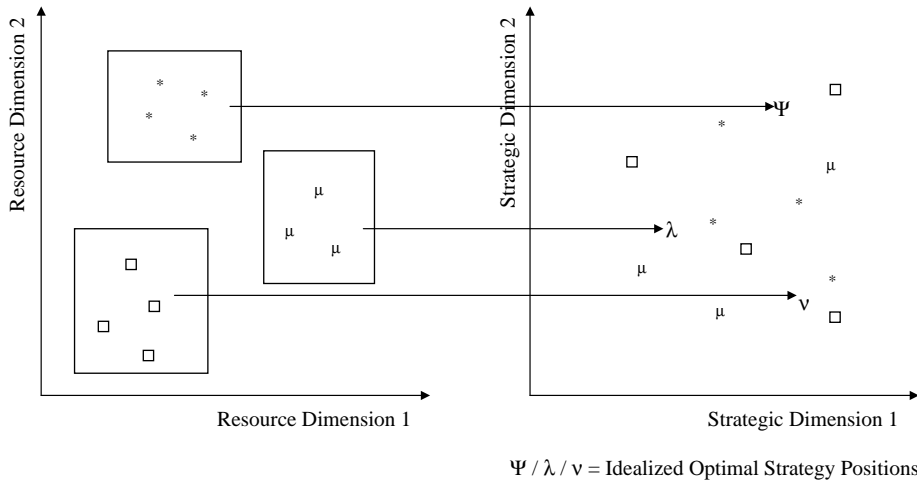 Resource Dimension 2
Strategic Dimension 2
*
*
*
*
Ψ
*
μ
μ
μ
μ
*
*
λ
μ
*
ν
μ
Resource Dimension 1
Strategic Dimension 1
Ψ / λ / ν = Idealized Optimal Strategy Positions